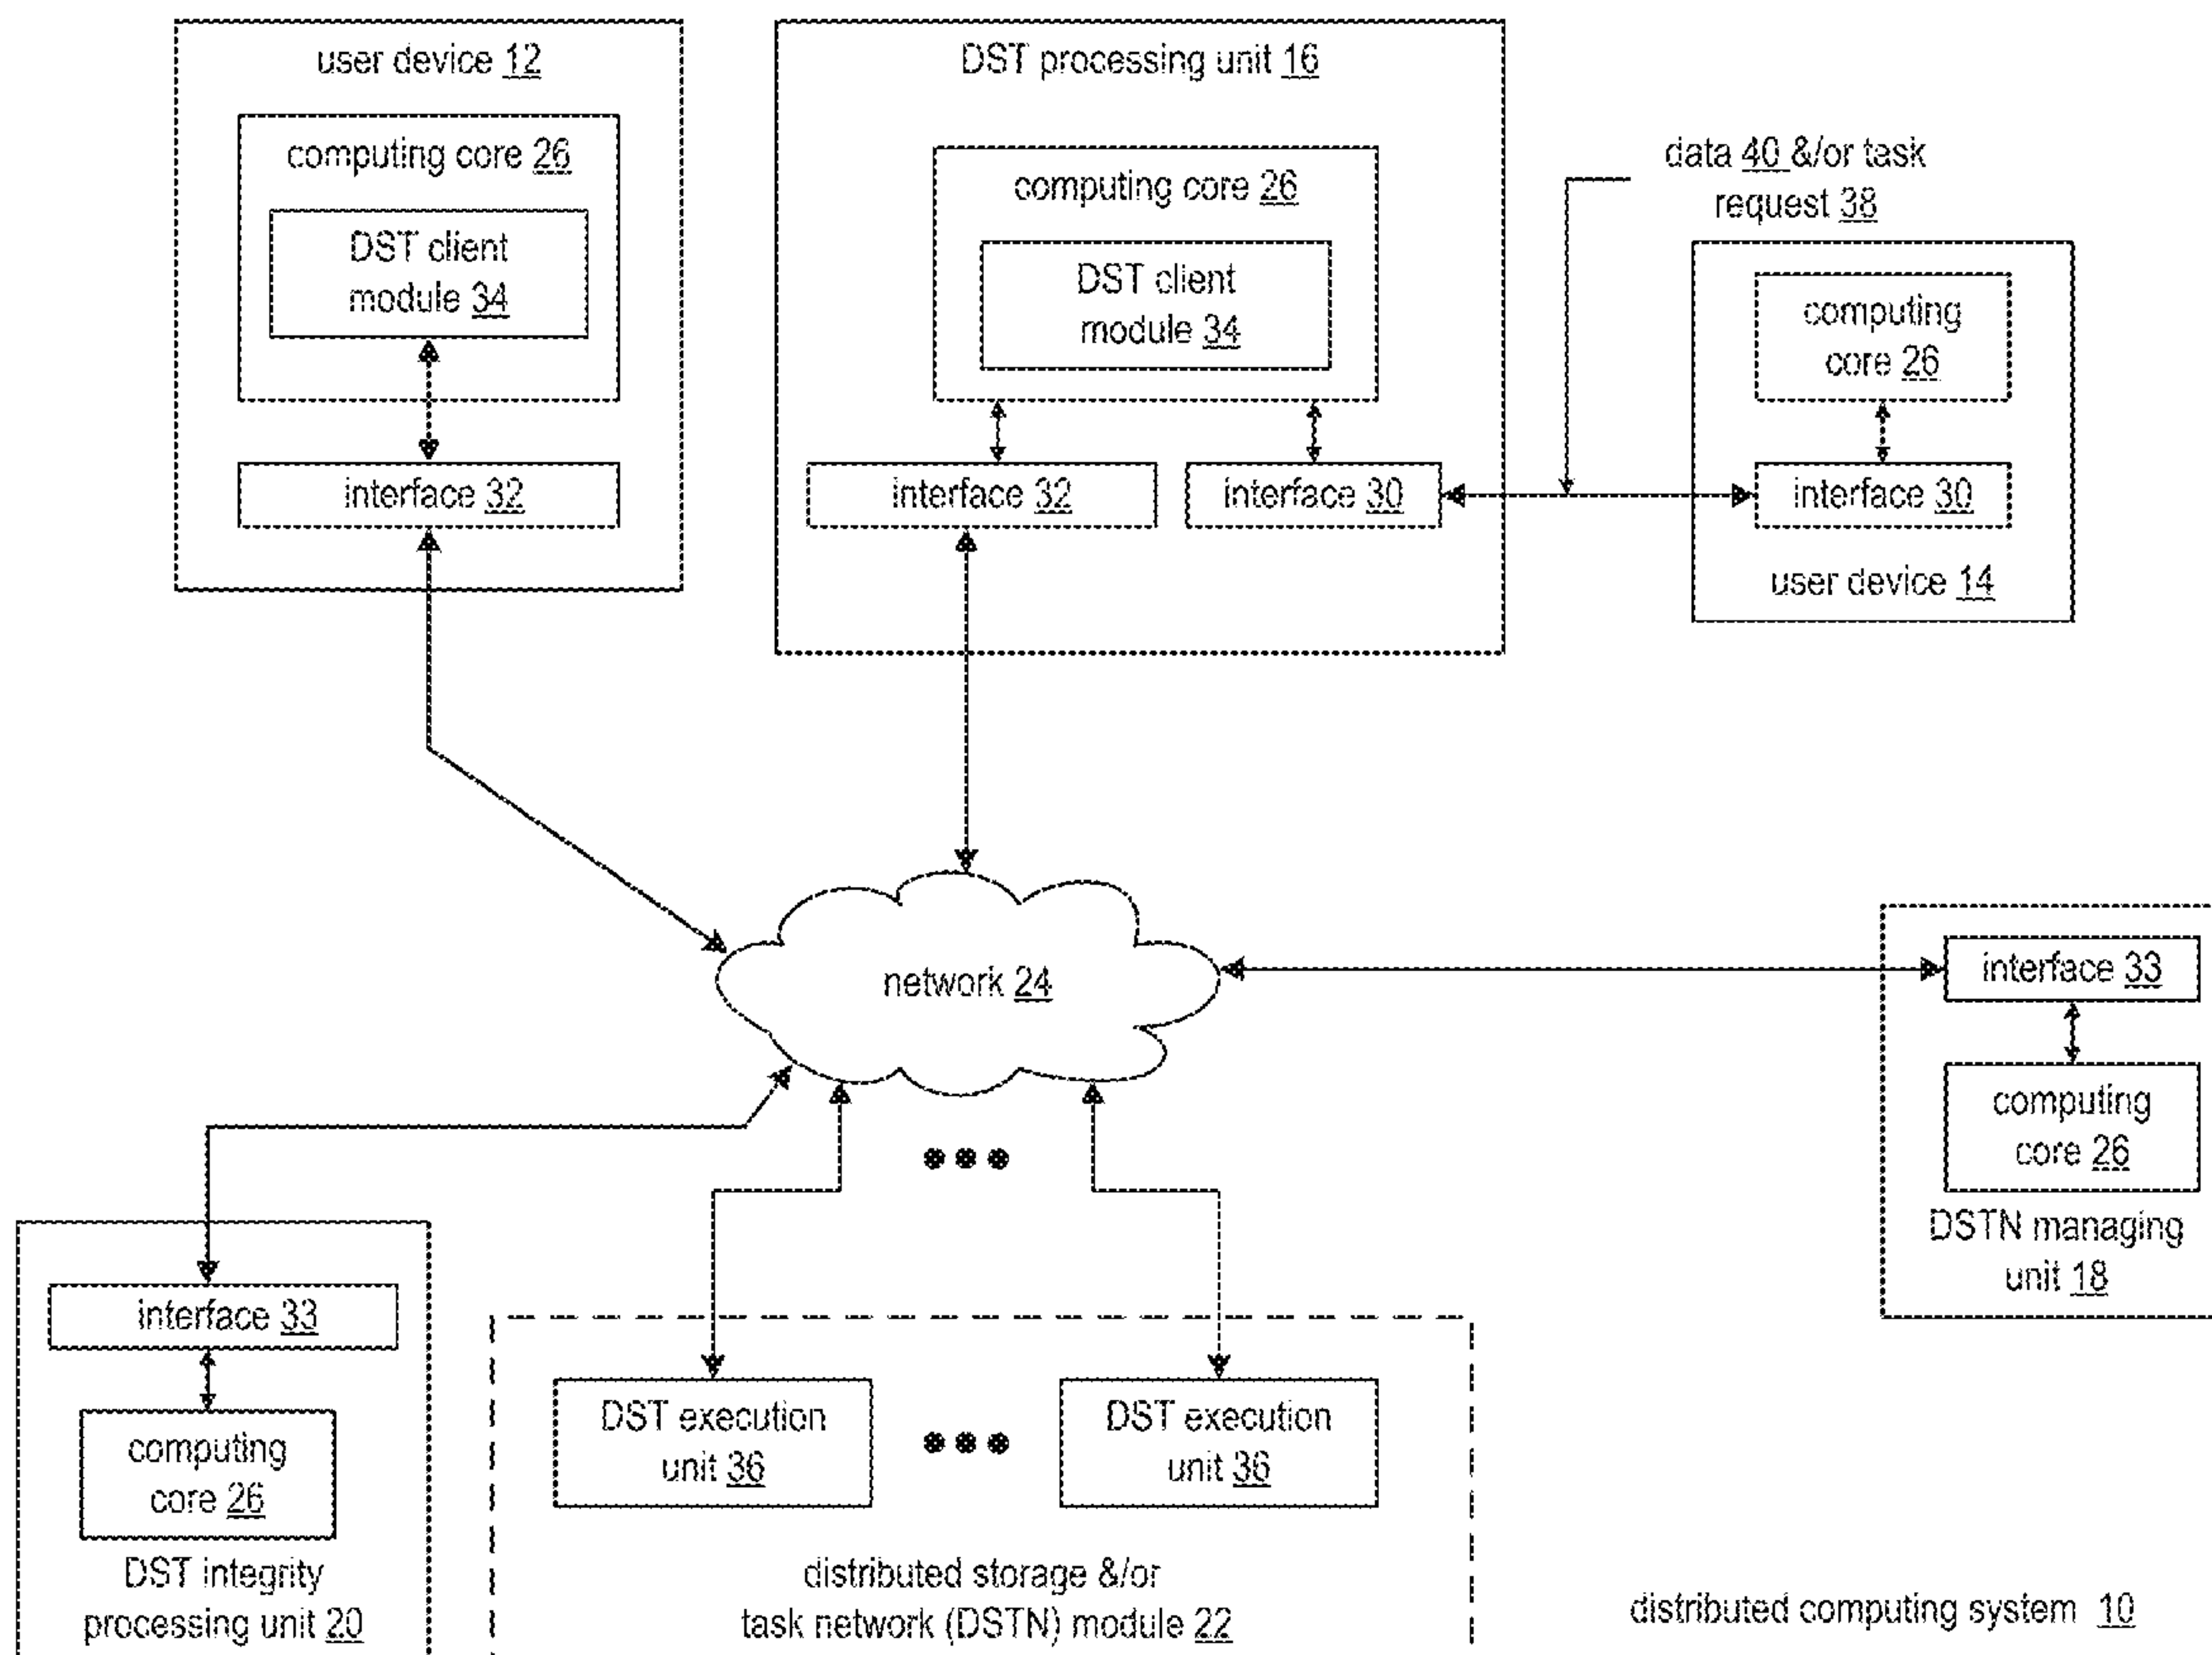 user device 12
computing core 26
DST client
module 34
interface 32
DST processing unit 16
computing core 26
DST client
module 34
interface 32
interface 30
data 40 &/or task
request 38
computing
core 26
interface 30
user device 14
network 24
interface 33
computing
core 26
DSTN managing
unit 18
interface 33
computing
core 26
DST integrity
processing unit 20
DST execution
unit 36
DST execution
unit 36
distributed storage &/or
task network (DSTN) module 22
distributed computing system 10